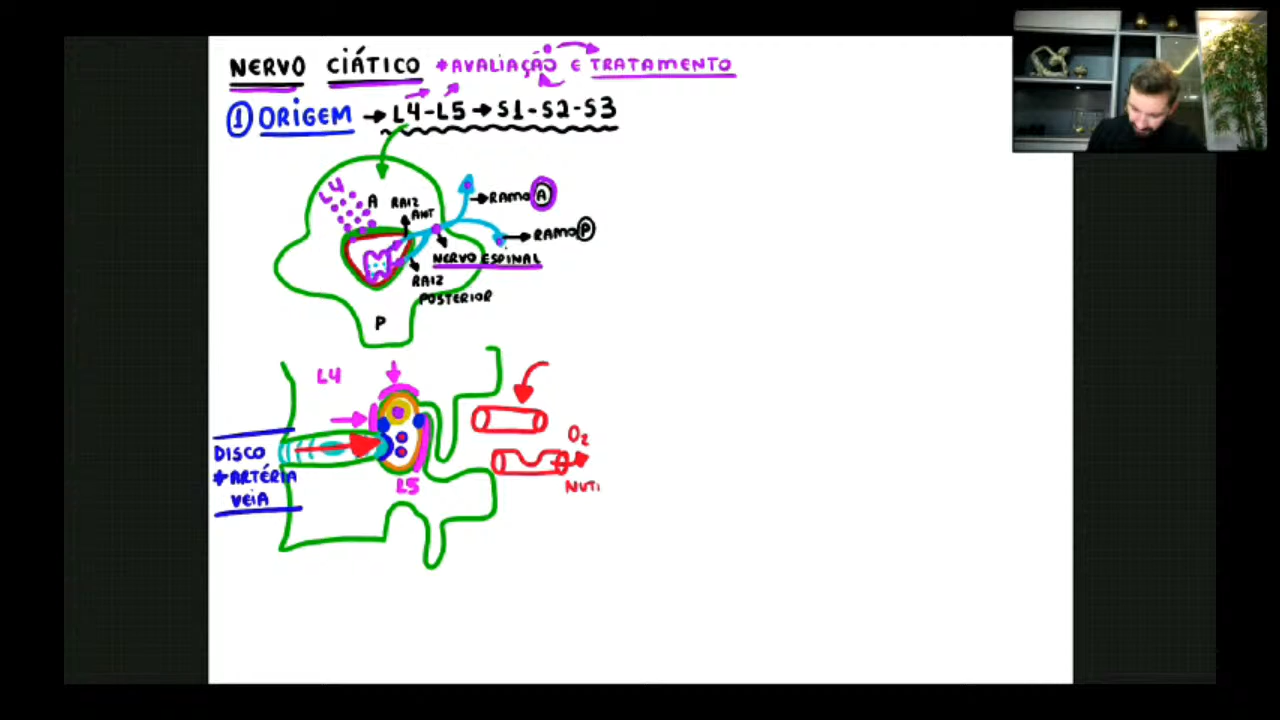 NERVO CIÁTICO *AVALIAÇÃO E TRATAMENTO
① ORIGEM → L4-L5 → S1-S2-S3
L4
A
RAIZ
ANT
→ RAMO A
→ RAMO P
NERVO ESPINAL
RAIZ
POSTERIOR
P
L4
O2
DISCO
+ARTÉRIA
VEIA
L5
NUTI